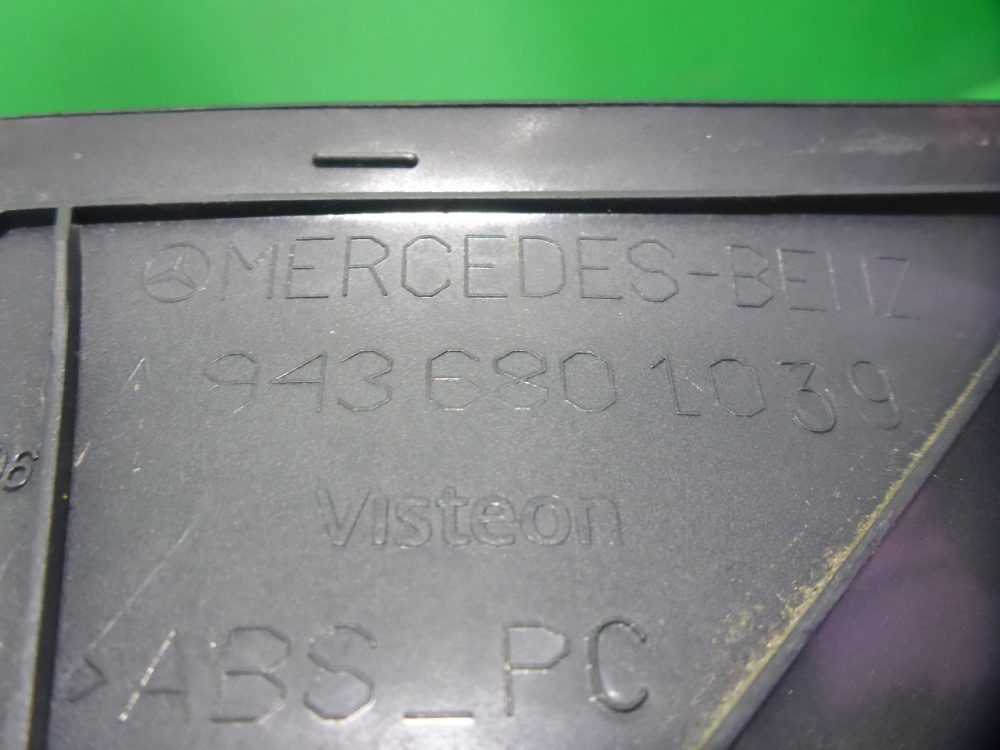 MERCEDES-BENZ
A 943 680 1039
Visteon
>ABS_PC